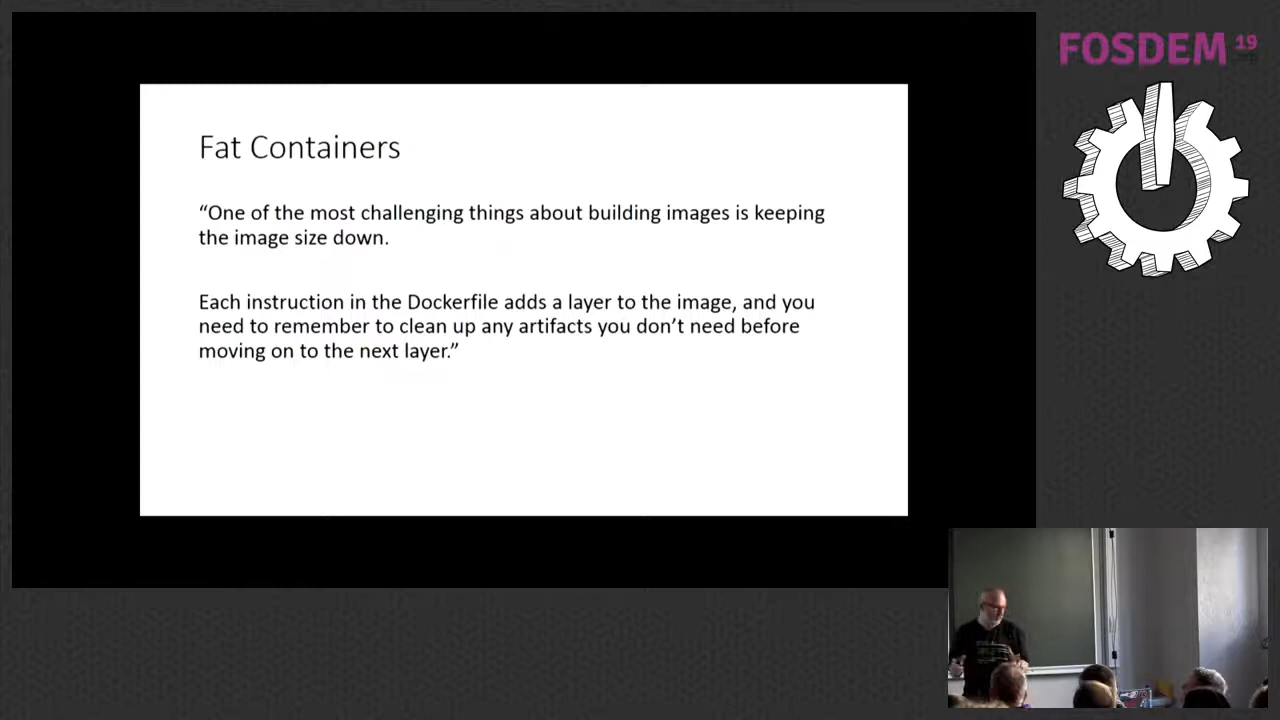 FOSDEM 19
Fat Containers
“One of the most challenging things about building images is keeping
the image size down.
Each instruction in the Dockerfile adds a layer to the image, and you
need to remember to clean up any artifacts you don’t need before
moving on to the next layer.”